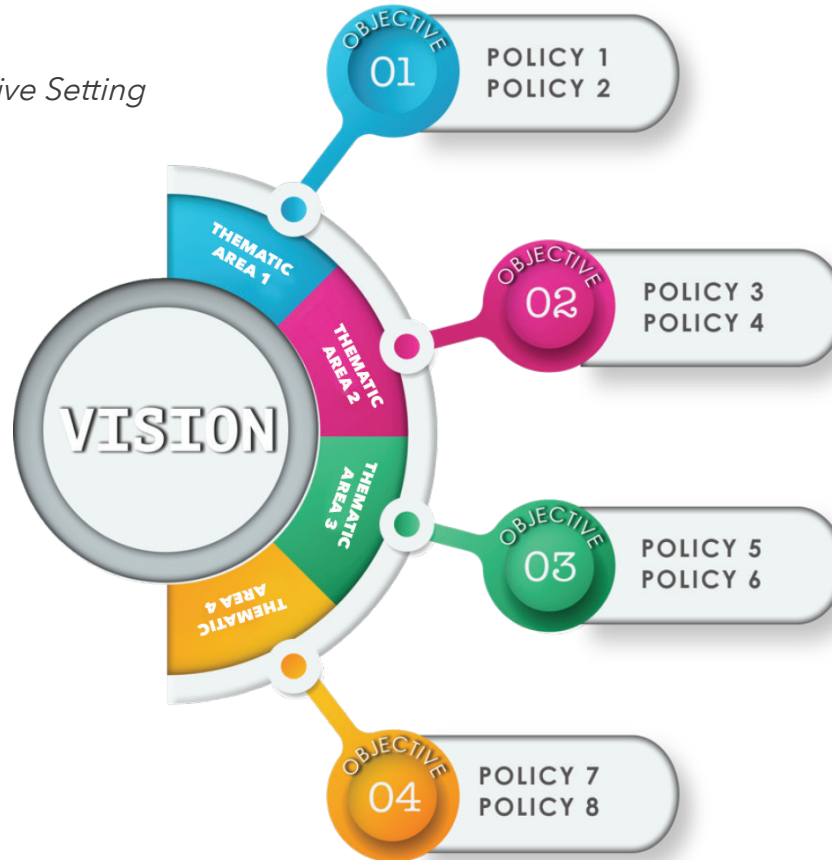 ive Setting
OBJECTIVE
01
POLICY 1
POLICY 2
THEMATIC
AREA 1
OBJECTIVE
02
POLICY 3
POLICY 4
THEMATIC
AREA 2
VISION
THEMATIC
AREA 3
OBJECTIVE
03
POLICY 5
POLICY 6
THEMATIC
AREA 4
OBJECTIVE
04
POLICY 7
POLICY 8